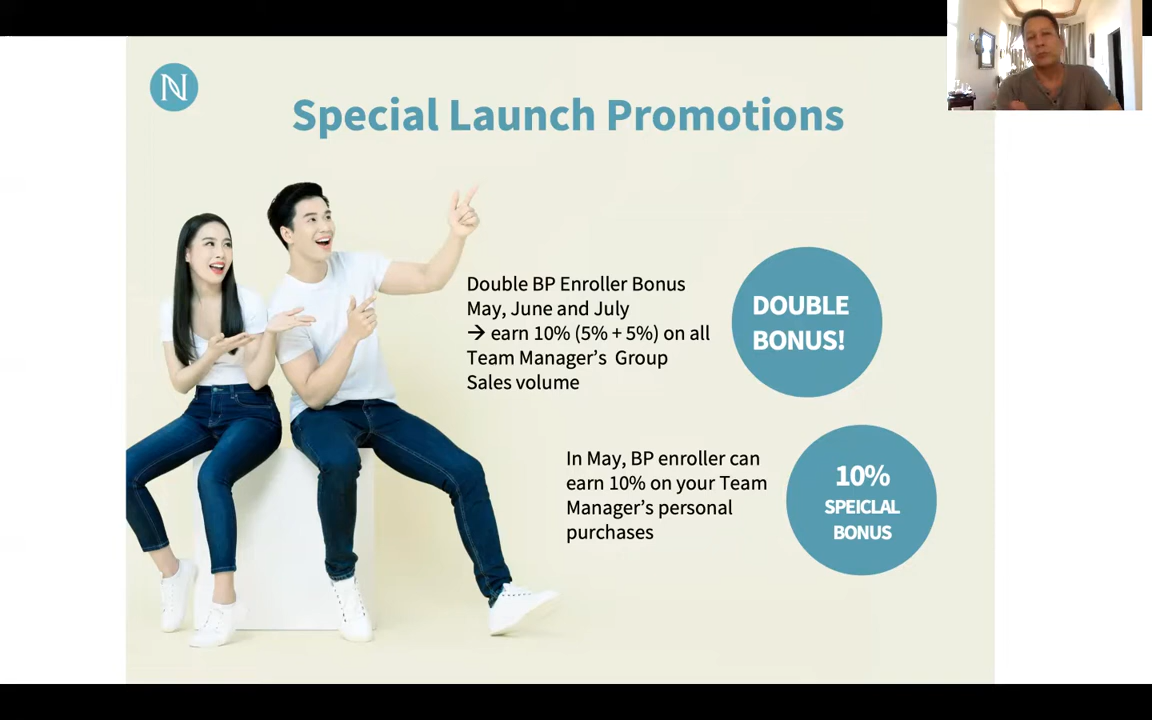 N
Special Launch Promotions
Double BP Enroller Bonus
May, June and July
→ earn 10% (5% + 5%) on all
Team Manager’s Group
Sales volume
DOUBLE
BONUS!
In May, BP enroller can
earn 10% on your Team
Manager’s personal
purchases
10%
SPEICLAL
BONUS